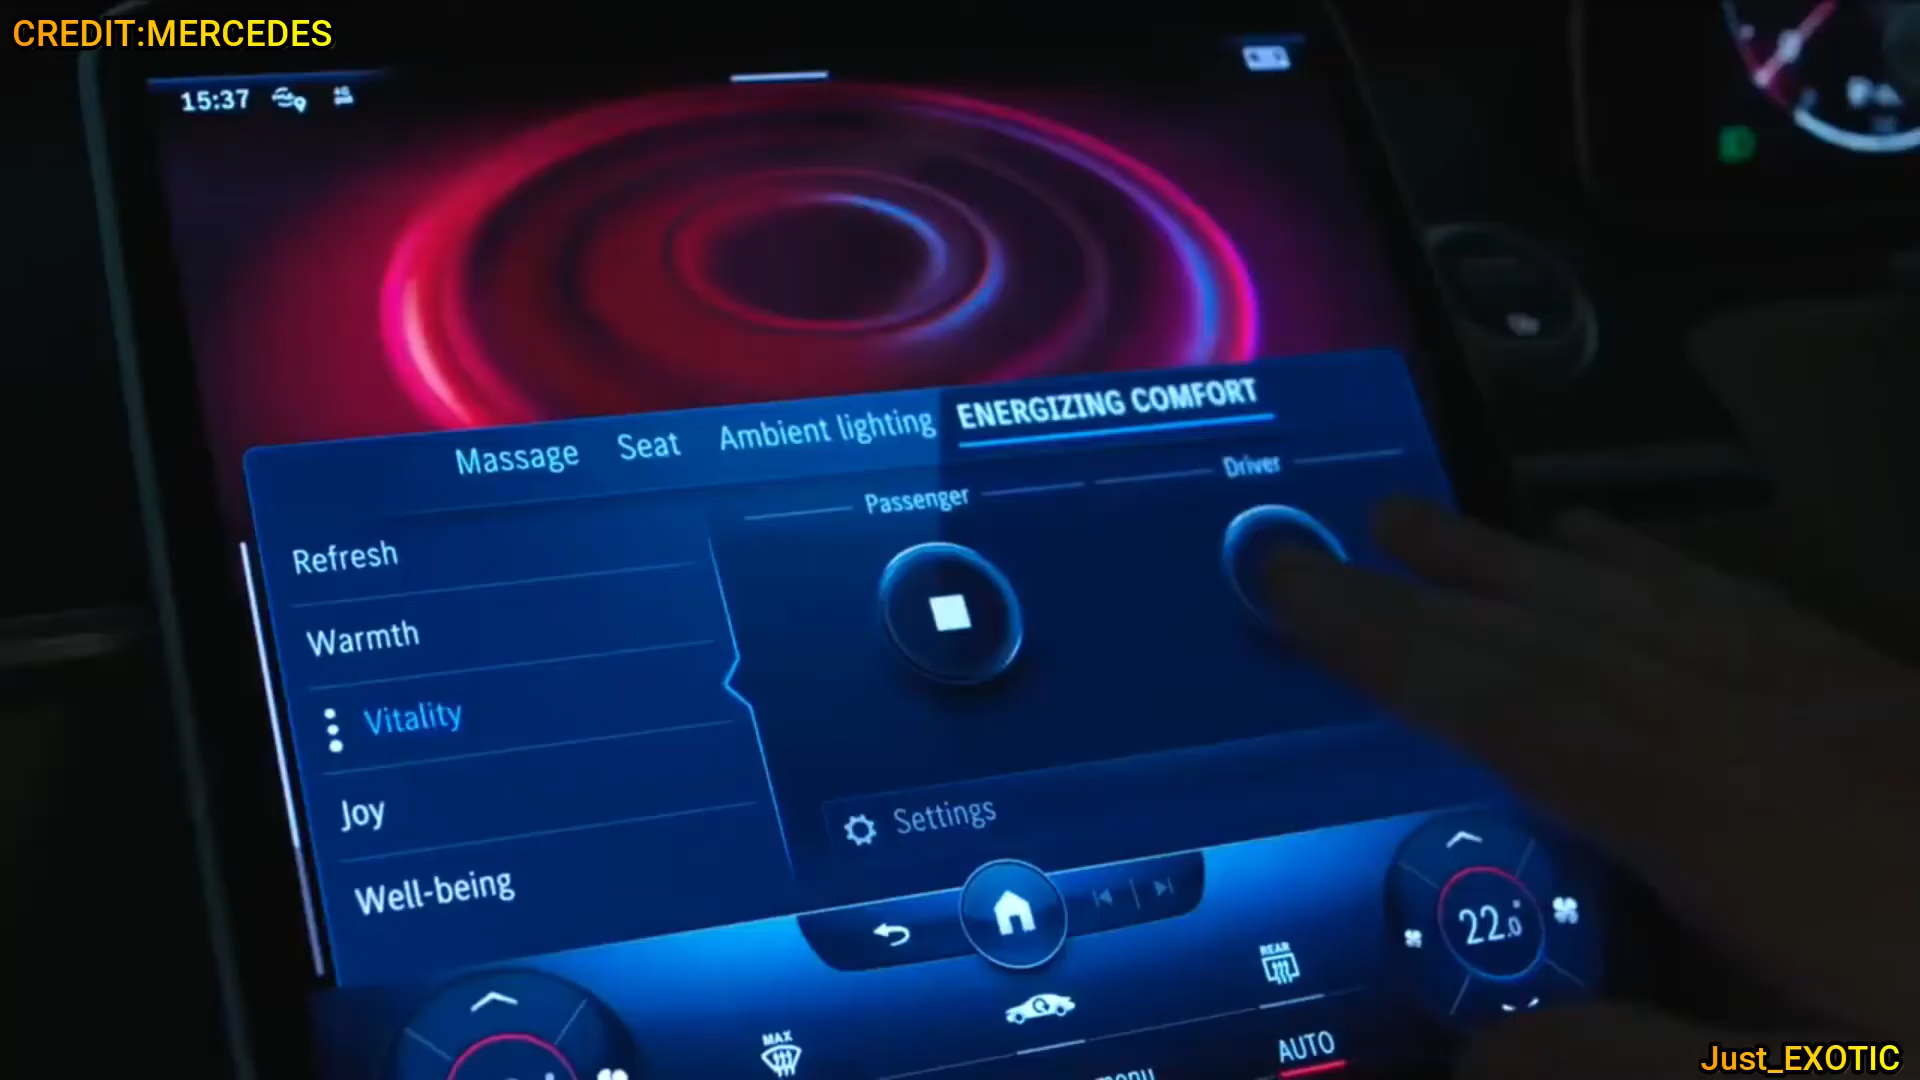 CREDIT:MERCEDES
15:37
Massage Seat Ambient lighting ENERGIZING COMFORT
Passenger Driver
Refresh
Warmth
Vitality
Joy
Settings
Well-being
22.0°
REAR
MAX
AUTO
menu
Just_EXOTIC